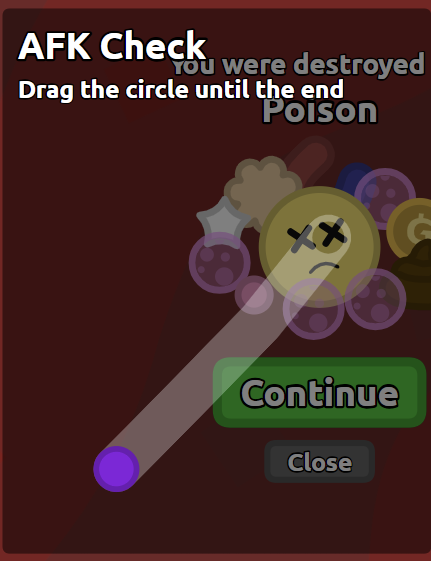 AFK Check
You were destroyed
Drag the circle until the end
Poison
Continue
Close